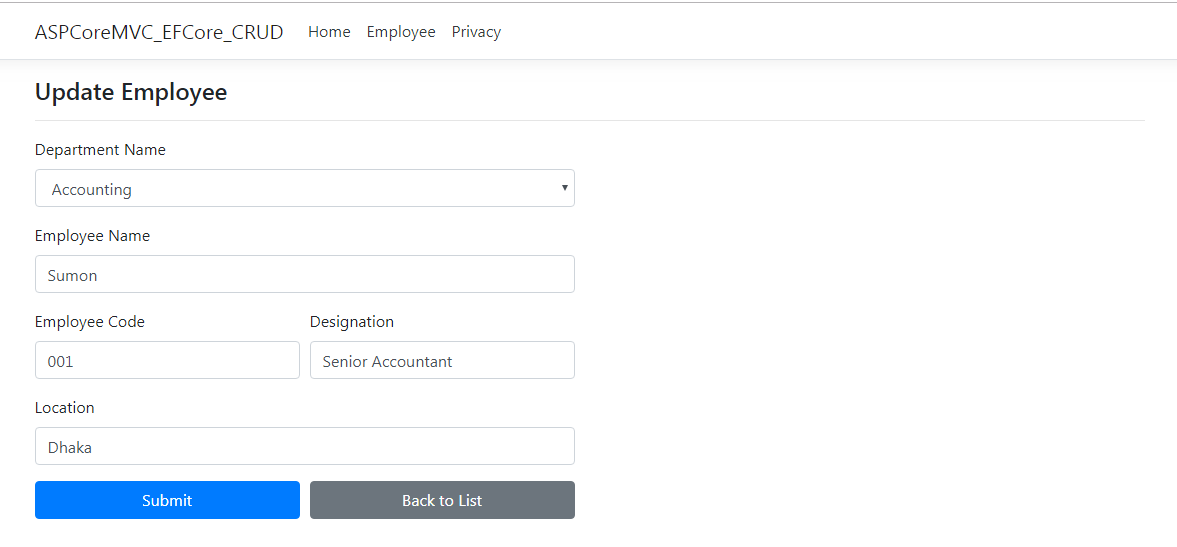 ASPCoreMVC_EFCore_CRUD Home Employee Privacy
Update Employee
Department Name
Accounting
Employee Name
Sumon
Employee Code Designation
001 Senior Accountant
Location
Dhaka
Submit Back to List